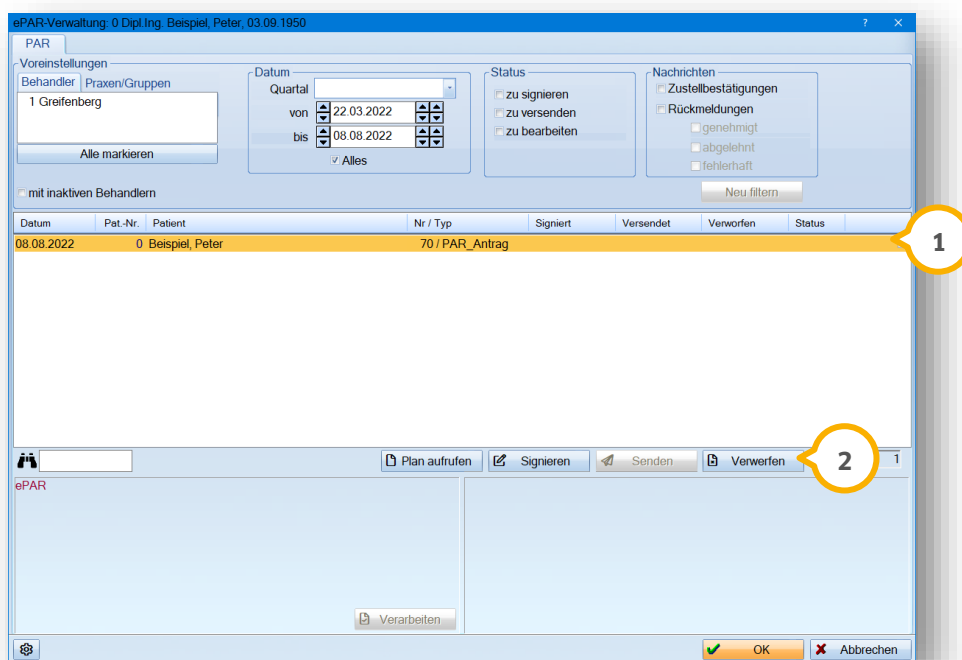 ePAR-Verwaltung: 0 Dipl.Ing. Beispiel, Peter, 03.09.1950 ?
PAR
Voreinstellungen
Behandler Praxen/Gruppen
1 Greifenberg
Alle markieren
mit inaktiven Behandlern
Datum
Quartal
von 22.03.2022
bis 08.08.2022
Alles
Status
zu signieren
zu versenden
zu bearbeiten
Nachrichten
Zustellbestätigungen
Rückmeldungen
genehmigt
abgelehnt
fehlerhaft
Neu filtern
Datum Pat.-Nr. Patient Nr / Typ Signiert Versendet Verworfen Status
08.08.2022 0 Beispiel, Peter 70 / PAR_Antrag
1
Plan aufrufen Signieren Senden Verwerfen 2 1
ePAR
Verarbeiten
OK Abbrechen